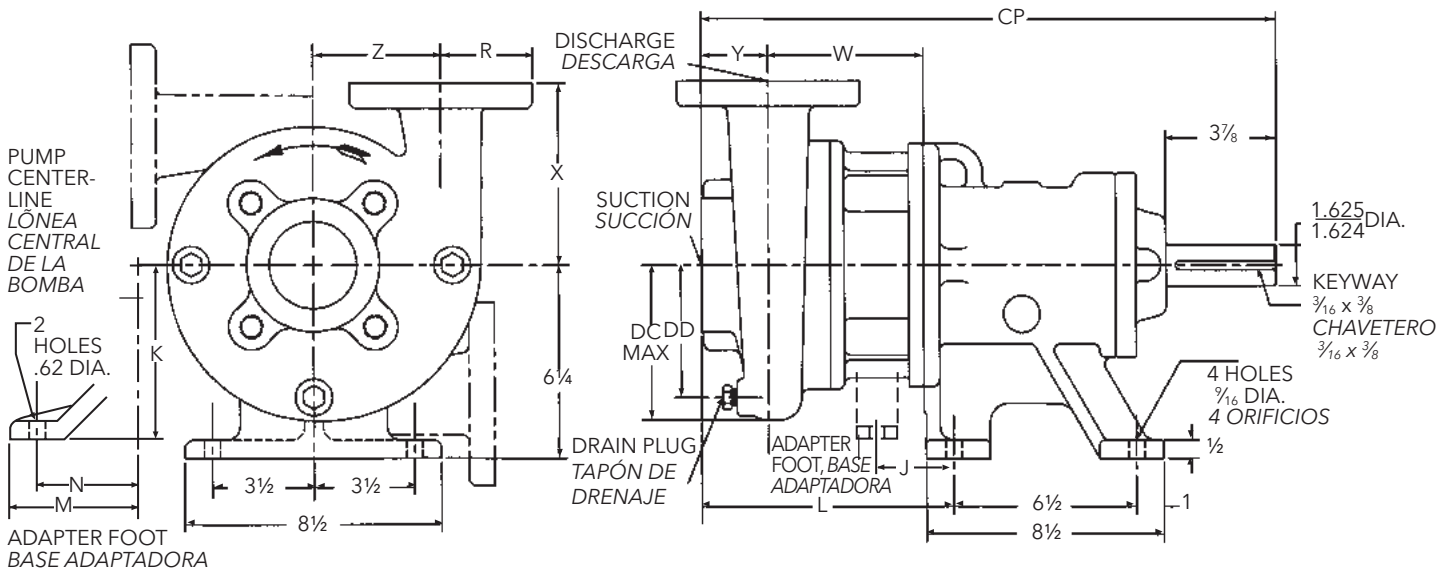 CP
Z
R
DISCHARGE
DESCARGA
Y
W
3⅞
X
PUMP
CENTER-
LINE
LÕNEA
CENTRAL
DE LA
BOMBA
SUCTION
SUCCIÓN
1.625
1.624 DIA.
KEYWAY
³⁄₁₆ x ³⁄₈
CHAVETERO
³⁄₁₆ x ³⁄₈
2
HOLES
.62 DIA.
K
6¼
DC
MAX
DD
4 HOLES
⁹⁄₁₆ DIA.
4 ORIFICIOS
½
DRAIN PLUG
TAPÓN DE
DRENAJE
ADAPTER
FOOT, BASE
ADAPTADORA
J
N
M
3½
3½
8½
L
6½
1
8½
ADAPTER FOOT
BASE ADAPTADORA